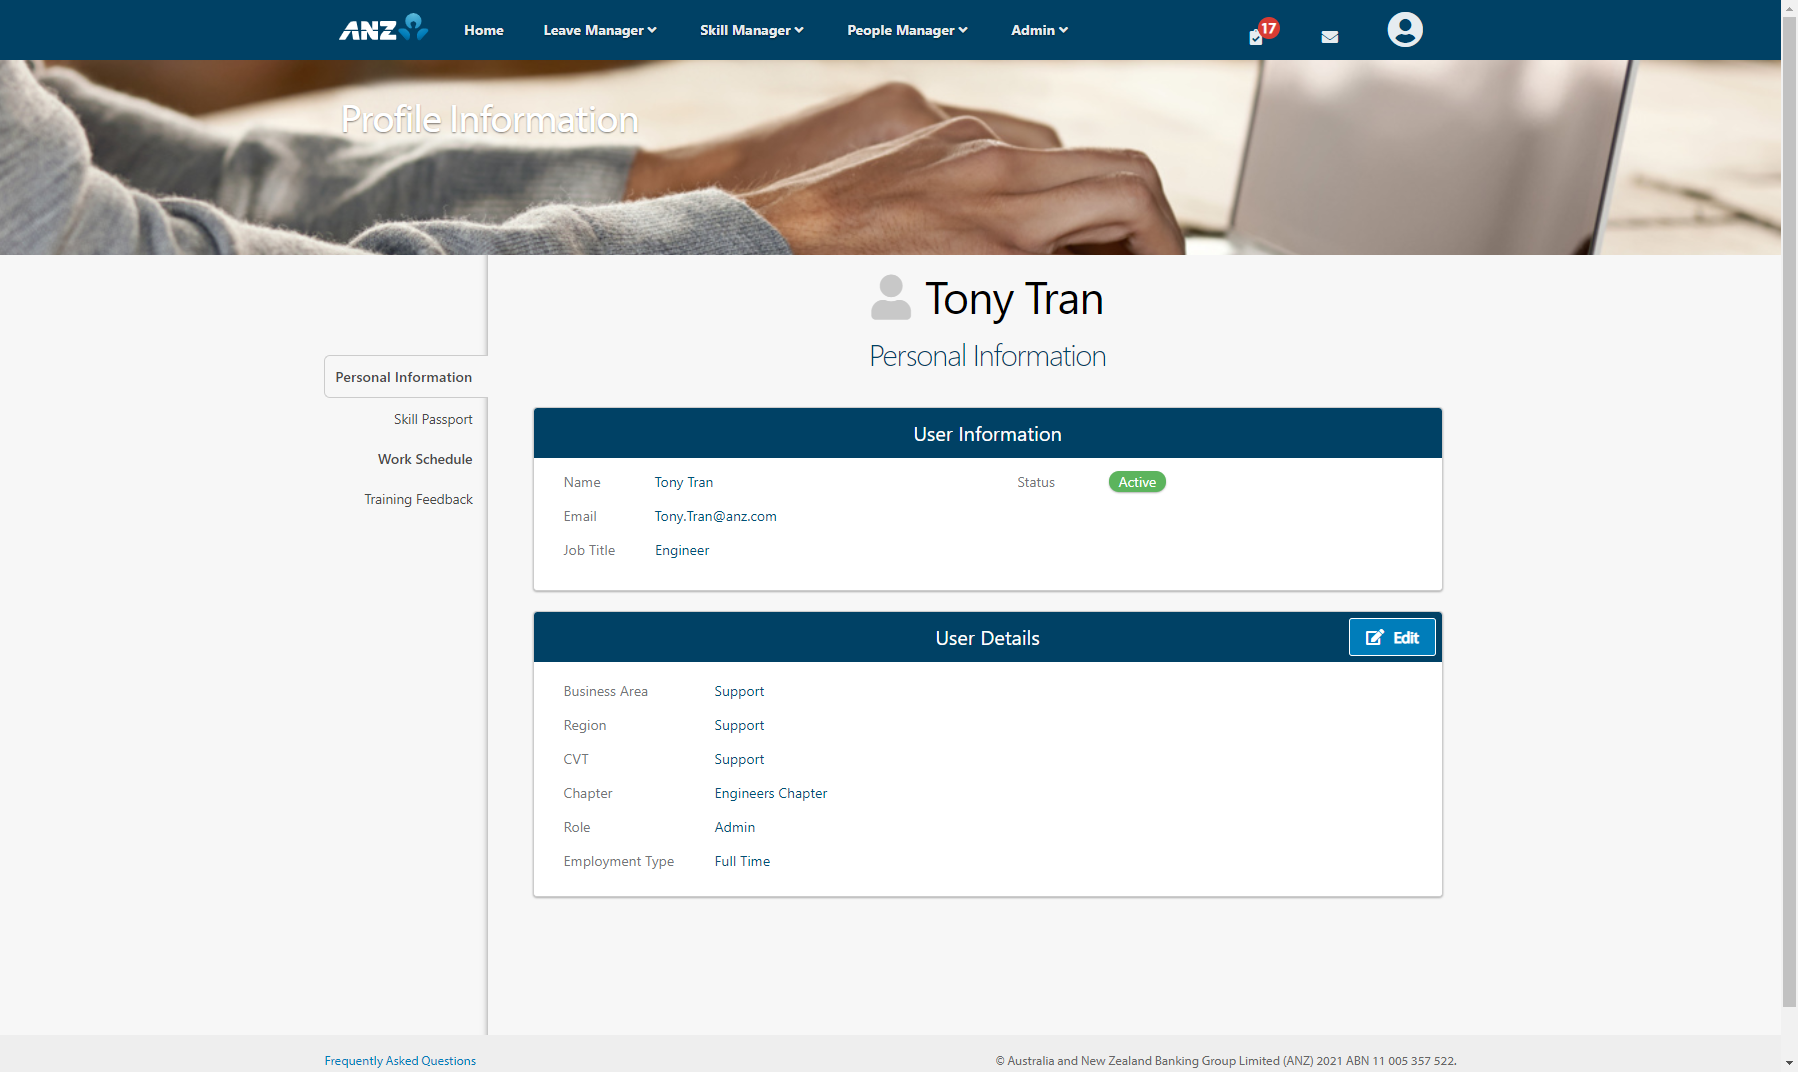 ANZ Home Leave Manager Skill Manager People Manager Admin 17
Profile Information
Tony Tran
Personal Information
Personal Information
Skill Passport
Work Schedule
Training Feedback
User Information
Name Tony Tran Status Active
Email Tony.Tran@anz.com
Job Title Engineer
User Details Edit
Business Area Support
Region Support
CVT Support
Chapter Engineers Chapter
Role Admin
Employment Type Full Time
Frequently Asked Questions © Australia and New Zealand Banking Group Limited (ANZ) 2021 ABN 11 005 357 522.